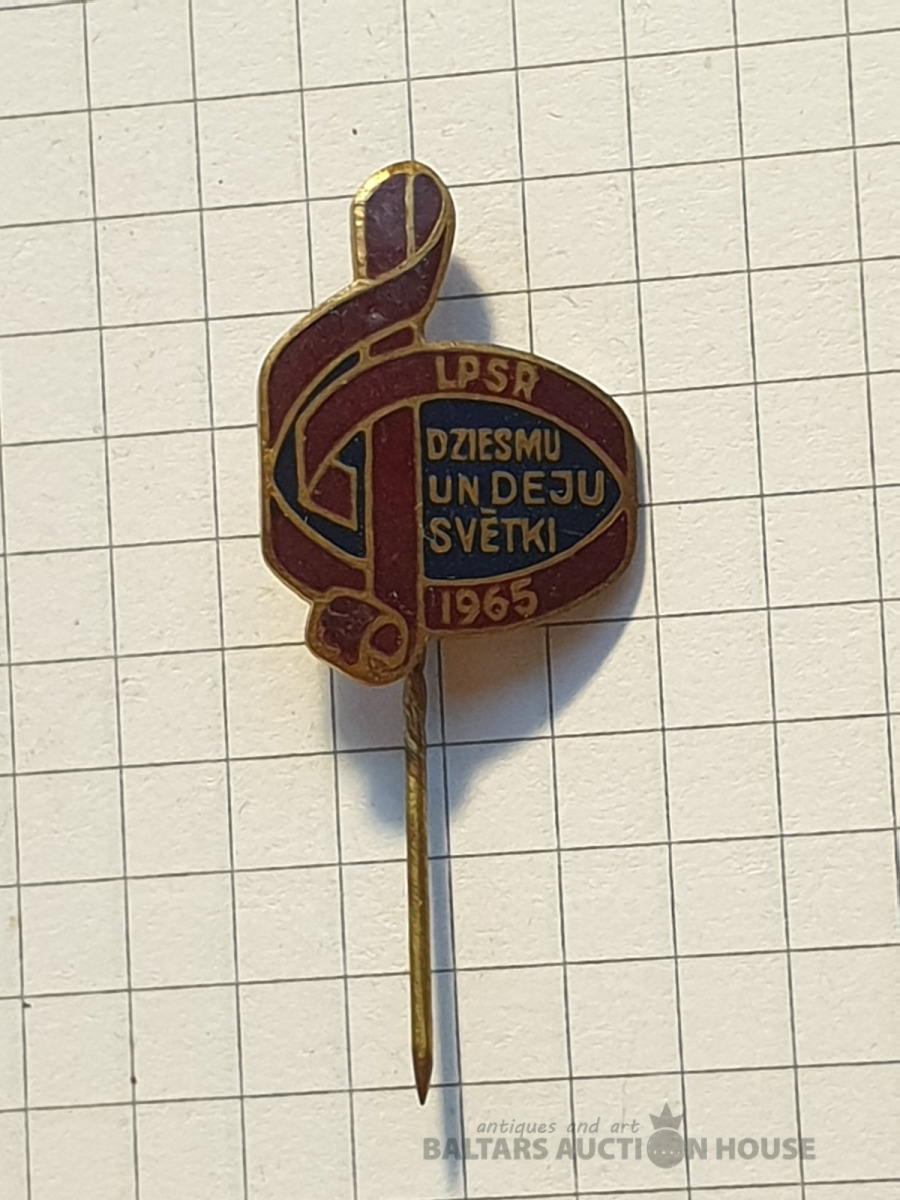 LPSR
DZIESMU
UN DEJU
SVĒTKI
1965
antiques and art
BALTARS AUCTION HOUSE